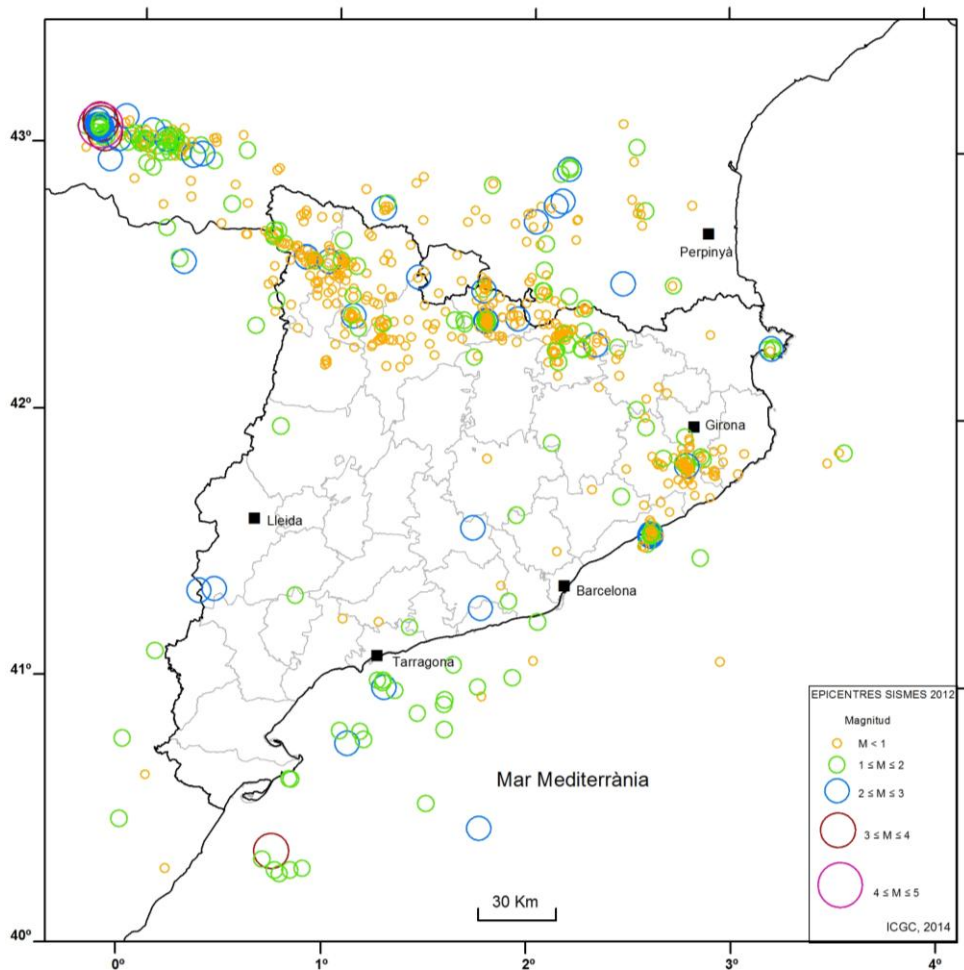 43º
Perpinyà
42º
Girona
Lleida
Barcelona
41º
Tarragona
Mar Mediterrània
30 Km
EPICENTRES SISMES 2012
Magnitud
M < 1
1 ≤ M ≤ 2
2 ≤ M ≤ 3
3 ≤ M ≤ 4
4 ≤ M ≤ 5
ICGC, 2014
40º
0º 1º 2º 3º 4º